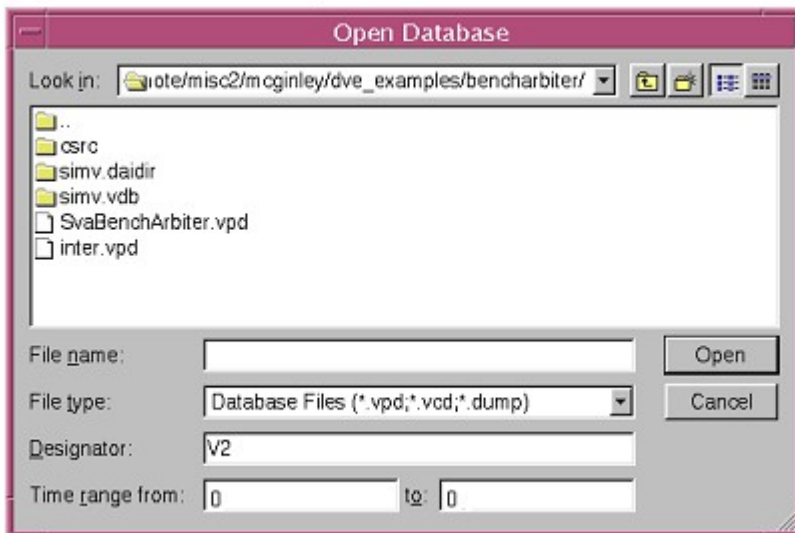 Open Database
Look in: ote/misc2/mcginley/dve_examples/bencharbiter/
..
csrc
simv.daidir
simv.vdb
SvaBenchArbiter.vpd
inter.vpd
File name: Open
File type: Database Files (*.vpd;*.vcd;*.dump) Cancel
Designator: V2
Time range from: 0 to: 0